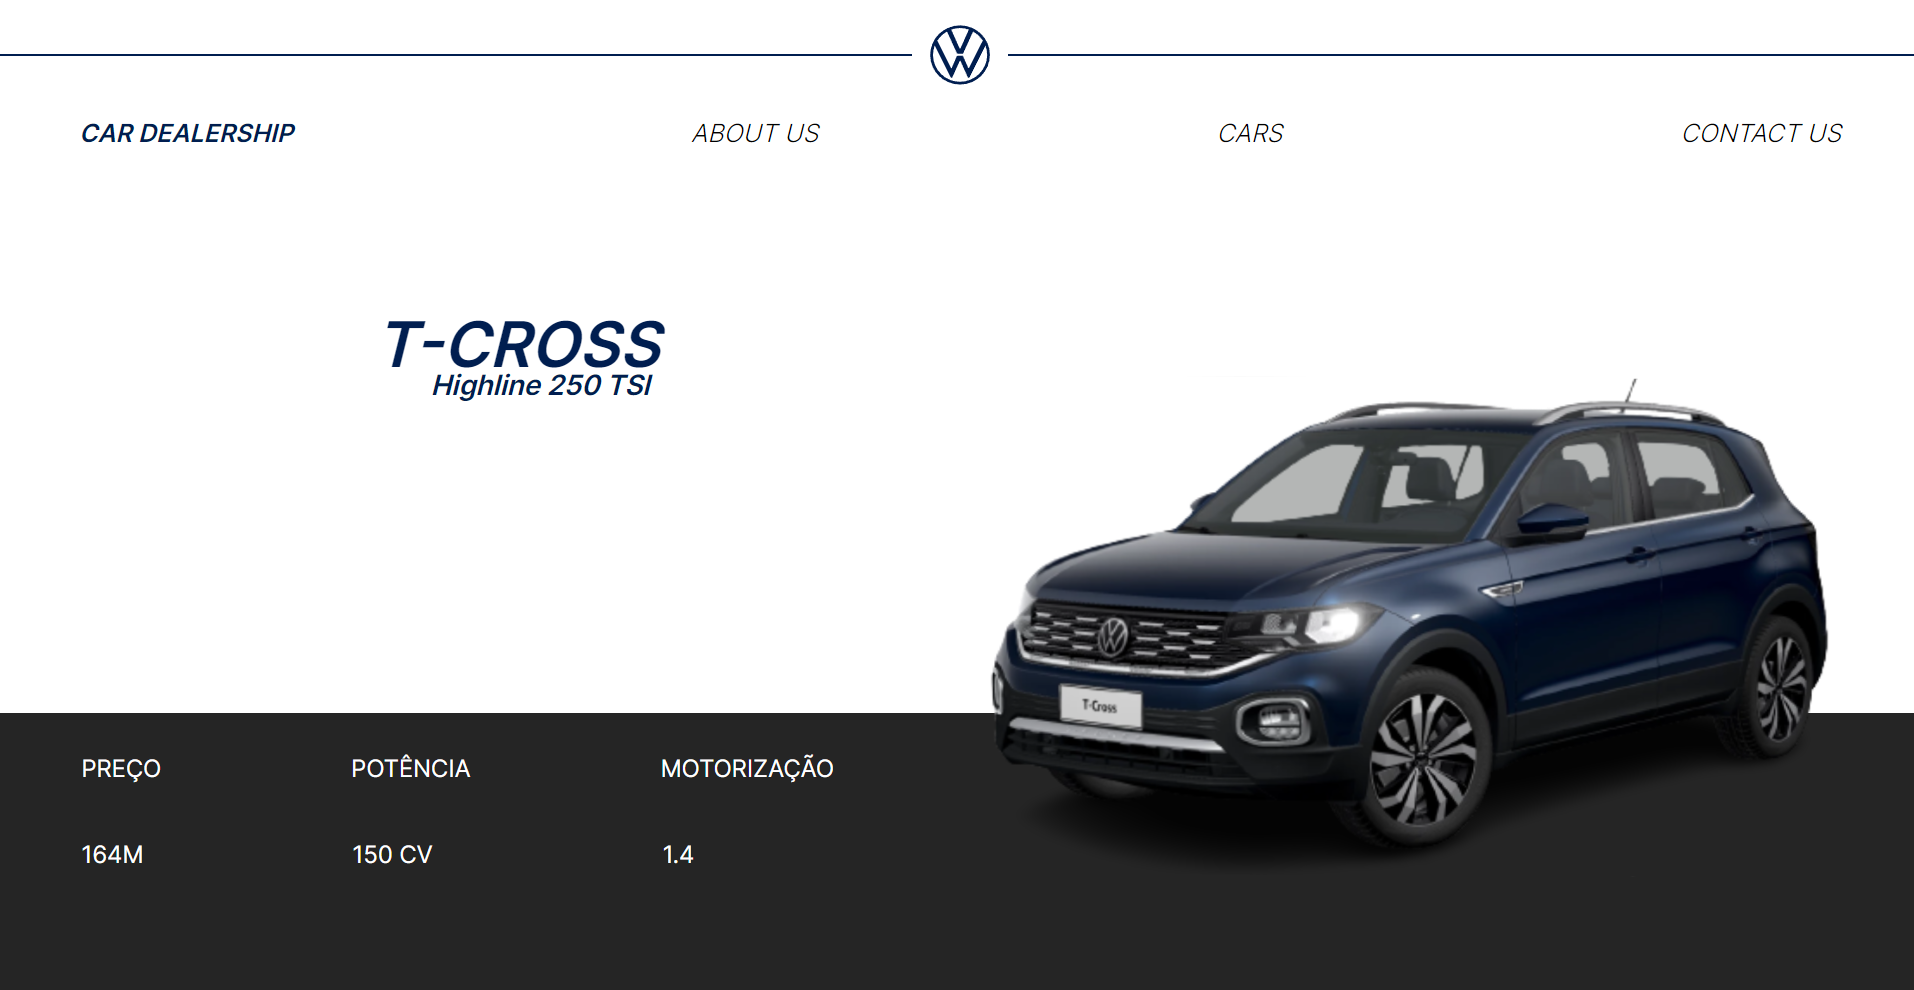 CAR DEALERSHIP
ABOUT US
CARS
CONTACT US
T-CROSS
Highline 250 TSI
T-Cross
PREÇO
POTÊNCIA
MOTORIZAÇÃO
164M
150 CV
1.4